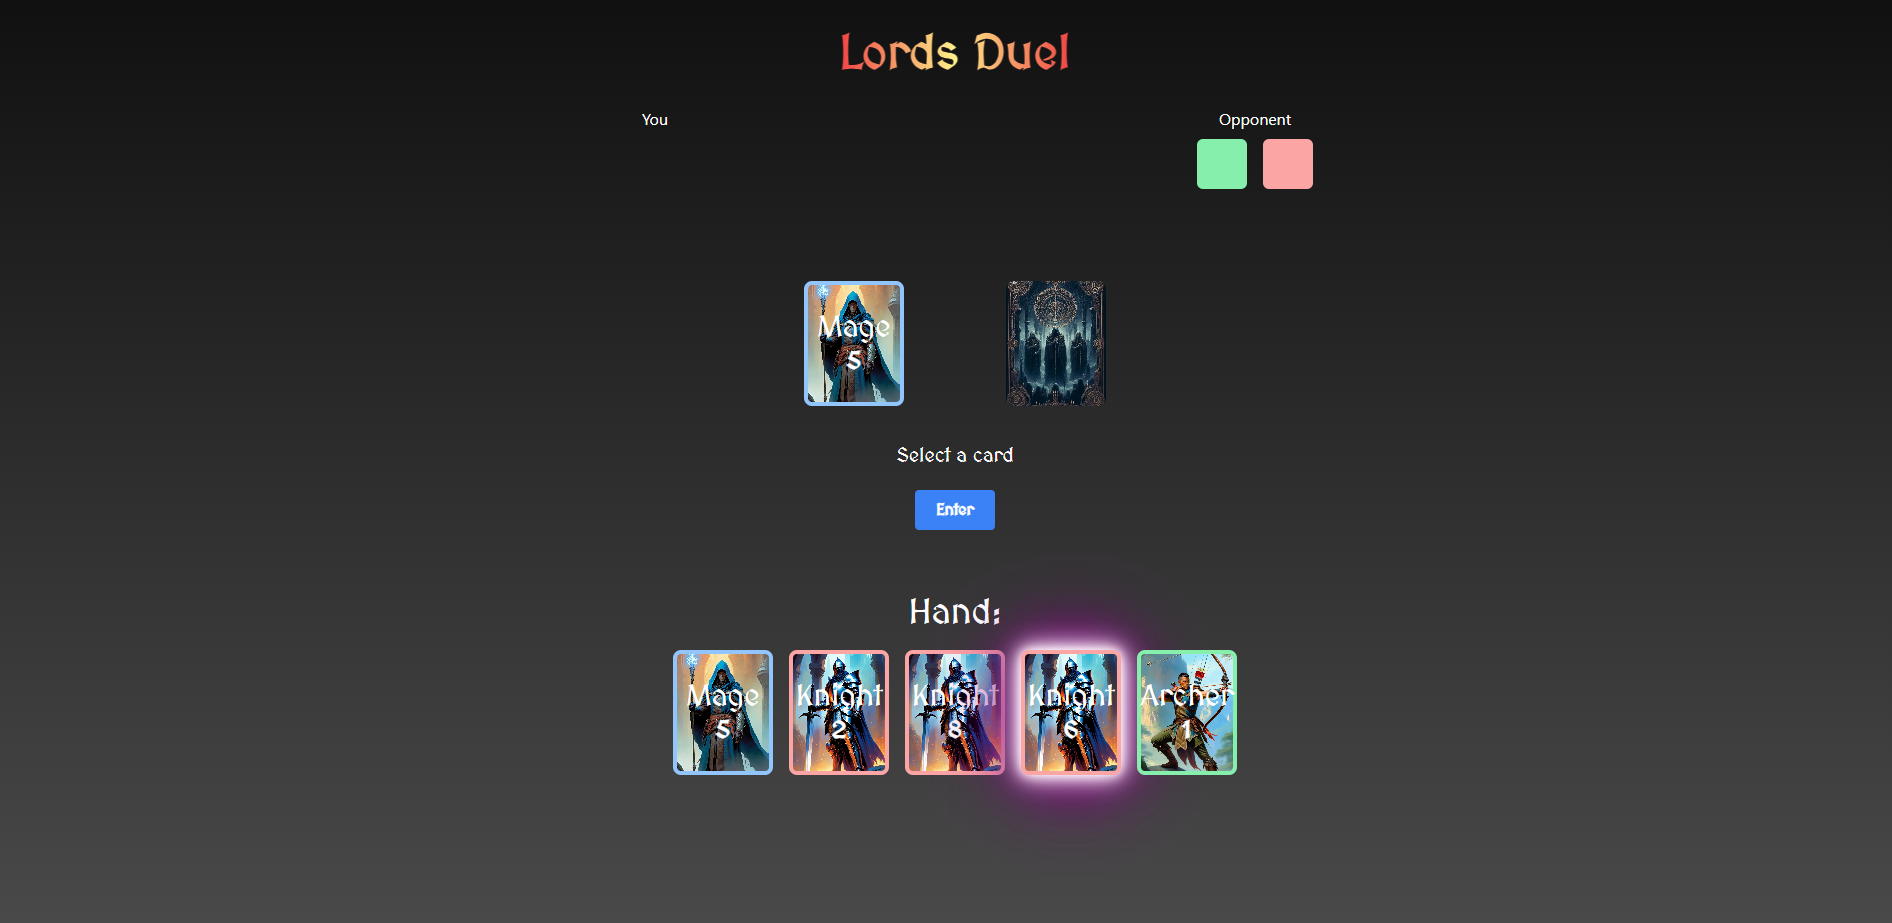 Lords Duel
You
Opponent
Mage
5
Select a card
Enter
Hand:
Mage
5
Knight
2
Knight
8
Knight
6
Archer
1